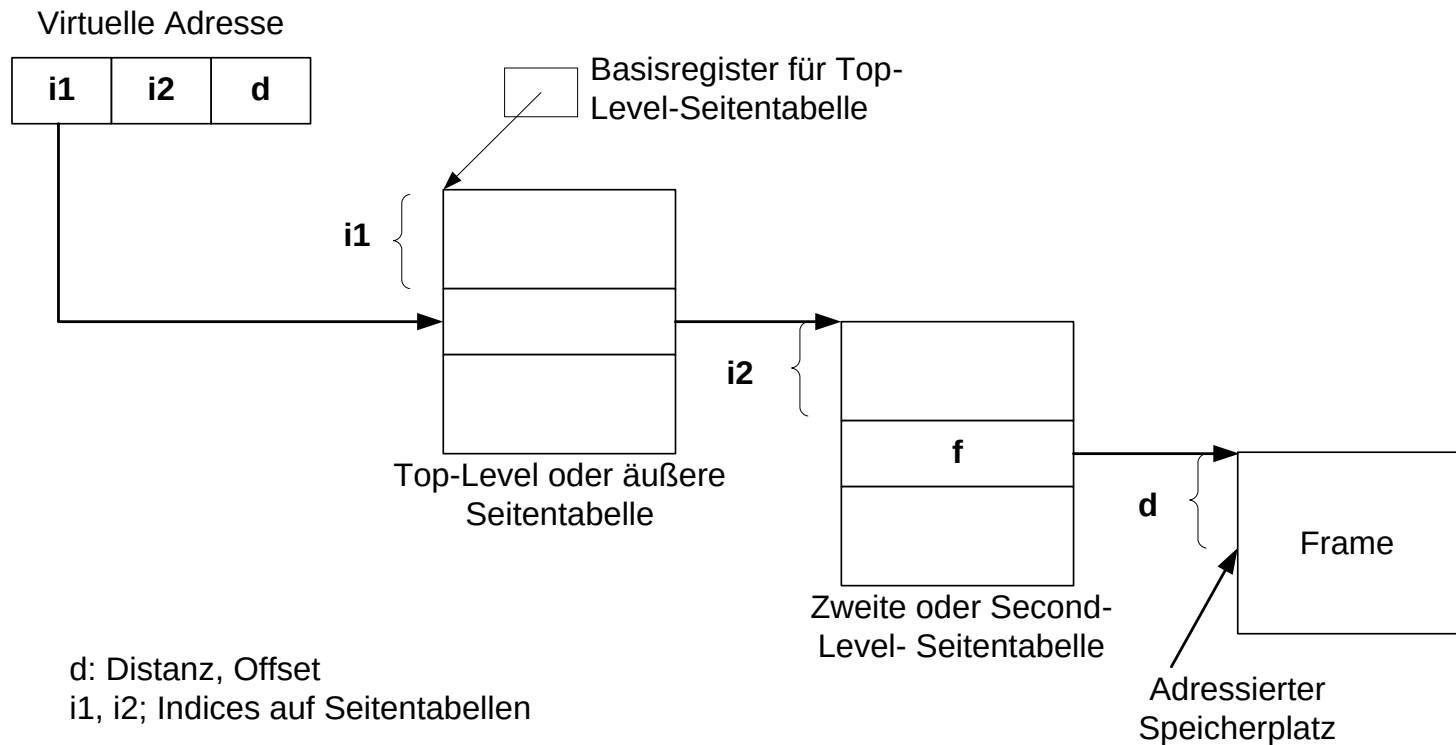 Virtuelle Adresse
i1 i2 d
Basisregister für Top-
Level-Seitentabelle
i1
i2
f
d
Frame
Top-Level oder äußere
Seitentabelle
Zweite oder Second-
Level- Seitentabelle
d: Distanz, Offset
i1, i2; Indices auf Seitentabellen
Adressierter
Speicherplatz